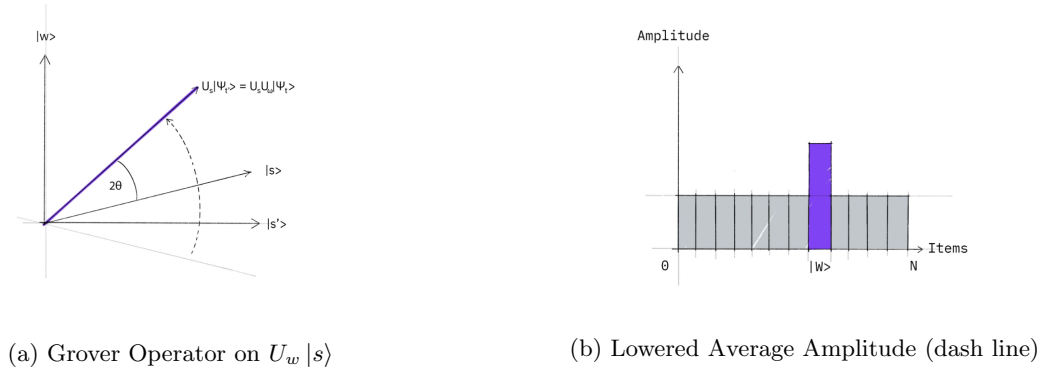 |w>
U_s|Ψ_t'> = U_sU_ω|Ψ_t>
|s>
2θ
|s'>
(a) Grover Operator on U_w |s⟩
Amplitude
Items
0
|W>
N
(b) Lowered Average Amplitude (dash line)